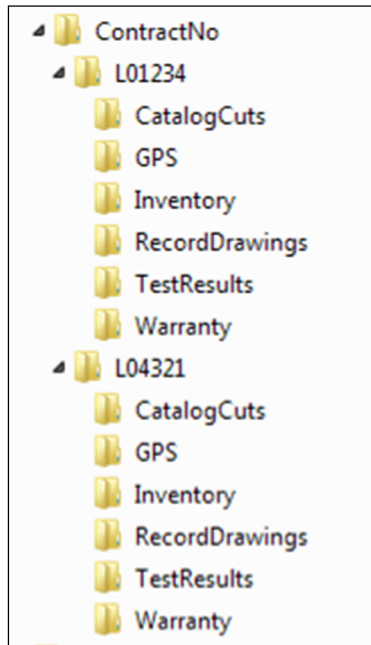 ContractNo
L01234
CatalogCuts
GPS
Inventory
RecordDrawings
TestResults
Warranty
L04321
CatalogCuts
GPS
Inventory
RecordDrawings
TestResults
Warranty